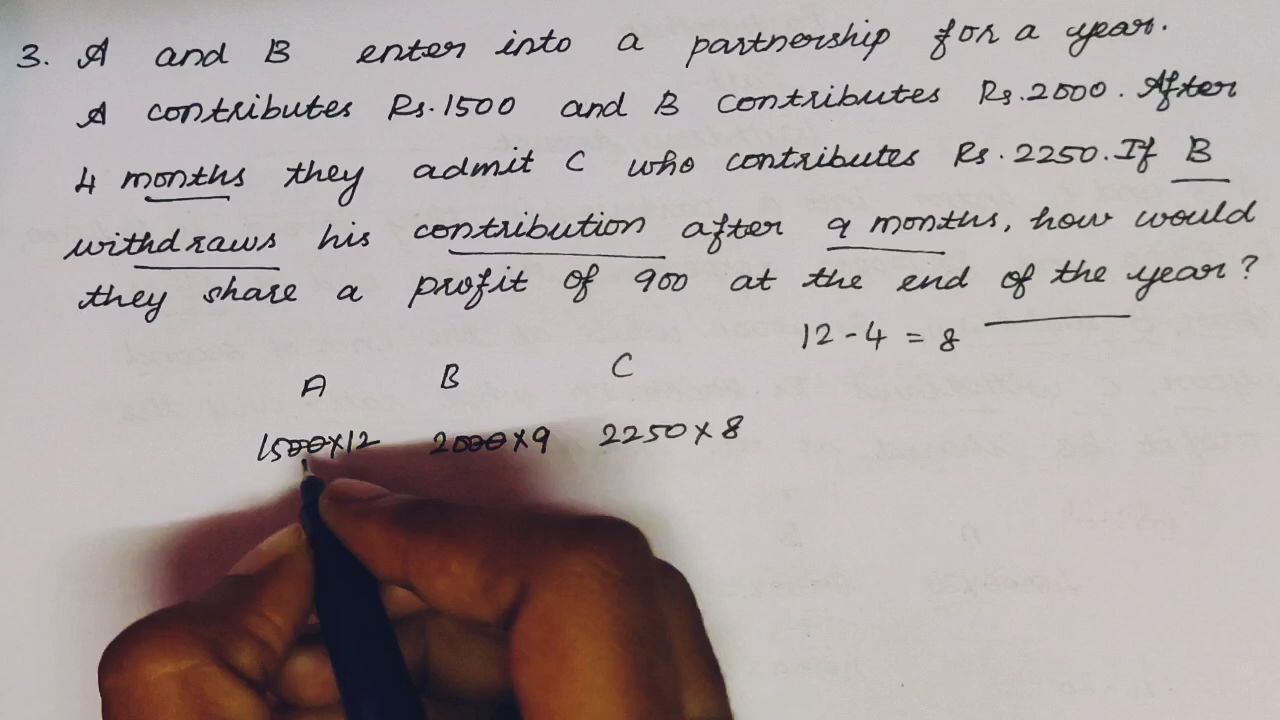 3. A and B enter into a partnership for a year.
A contributes Rs.1500 and B contributes Rs.2000. After
4 months they admit C who contributes Rs.2250. If B
withdraws his contribution after 9 months, how would
they share a profit of 900 at the end of the year?
12-4 = 8
A B C
1500×12 2000×9 2250×8